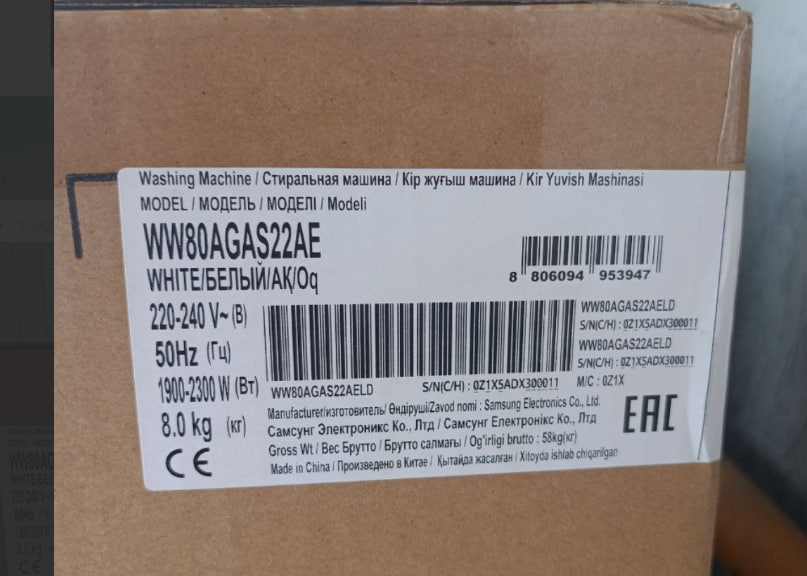 Washing Machine / Стиральная машина / Кір жуғыш машина / Kir Yuvish Mashinasi
MODEL / МОДЕЛЬ / МОДЕЛІ / Modeli
WW80AGAS22AE
WHITE/БЕЛЫЙ/АҚ/Oq
8 806094 953947
220-240 V~ (В)
50Hz (Гц)
1900-2300 W (Вт)
8.0 kg (кг)
WW80AGAS22AELD
S/N(C/H) : 0Z1X5ADX300011
WW80AGAS22AELD
S/N(C/H) : 0Z1X5ADX300011
M/C : 0Z1X
WW80AGAS22AELD S/N(C/H) : 0Z1X5ADX300011
Manufacturer/изготовитель/ Өндіруші/Zavod nomi : Samsung Electronics Co., Ltd.
Самсунг Электроникс Ко., Лтд / Самсунг Електронікс Ко., Лтд
Gross Wt / Вес Брутто / Брутто салмағы / Og'irligi brutto : 58kg(кг)
Made in China / Произведено в Китае / Қытайда жасалған / Xitoyda ishlab chiqarilgan
CE
EAC